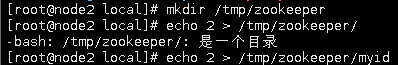 [root@node2 local]# mkdir /tmp/zookeeper
[root@node2 local]# echo 2 > /tmp/zookeeper/
-bash: /tmp/zookeeper/: 是一个目录
[root@node2 local]# echo 2 > /tmp/zookeeper/myid